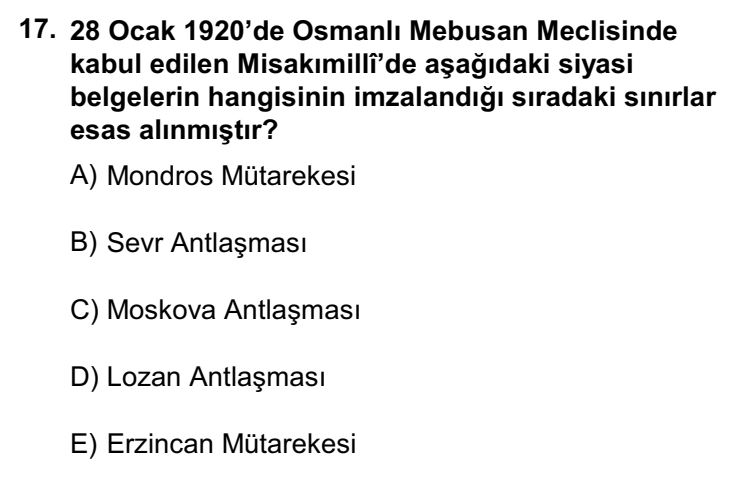 17. 28 Ocak 1920’de Osmanlı Mebusan Meclisinde
kabul edilen Misakımillî’de aşağıdaki siyasi
belgelerin hangisinin imzalandığı sıradaki sınırlar
esas alınmıştır?
A) Mondros Mütarekesi
B) Sevr Antlaşması
C) Moskova Antlaşması
D) Lozan Antlaşması
E) Erzincan Mütarekesi